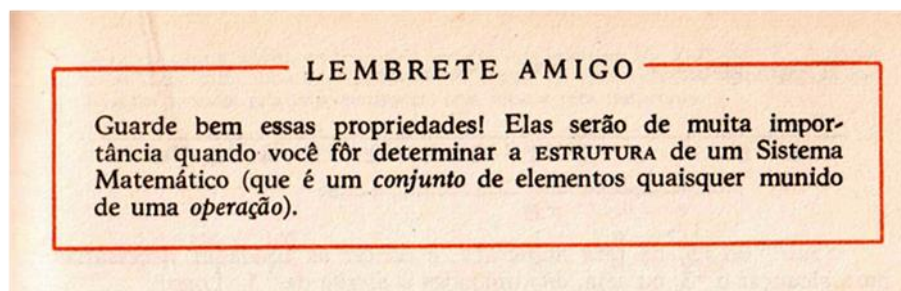 LEMBRETE AMIGO
Guarde bem essas propriedades! Elas serão de muita impor-
tância quando você fôr determinar a ESTRUTURA de um Sistema
Matemático (que é um conjunto de elementos quaisquer munido
de uma operação).